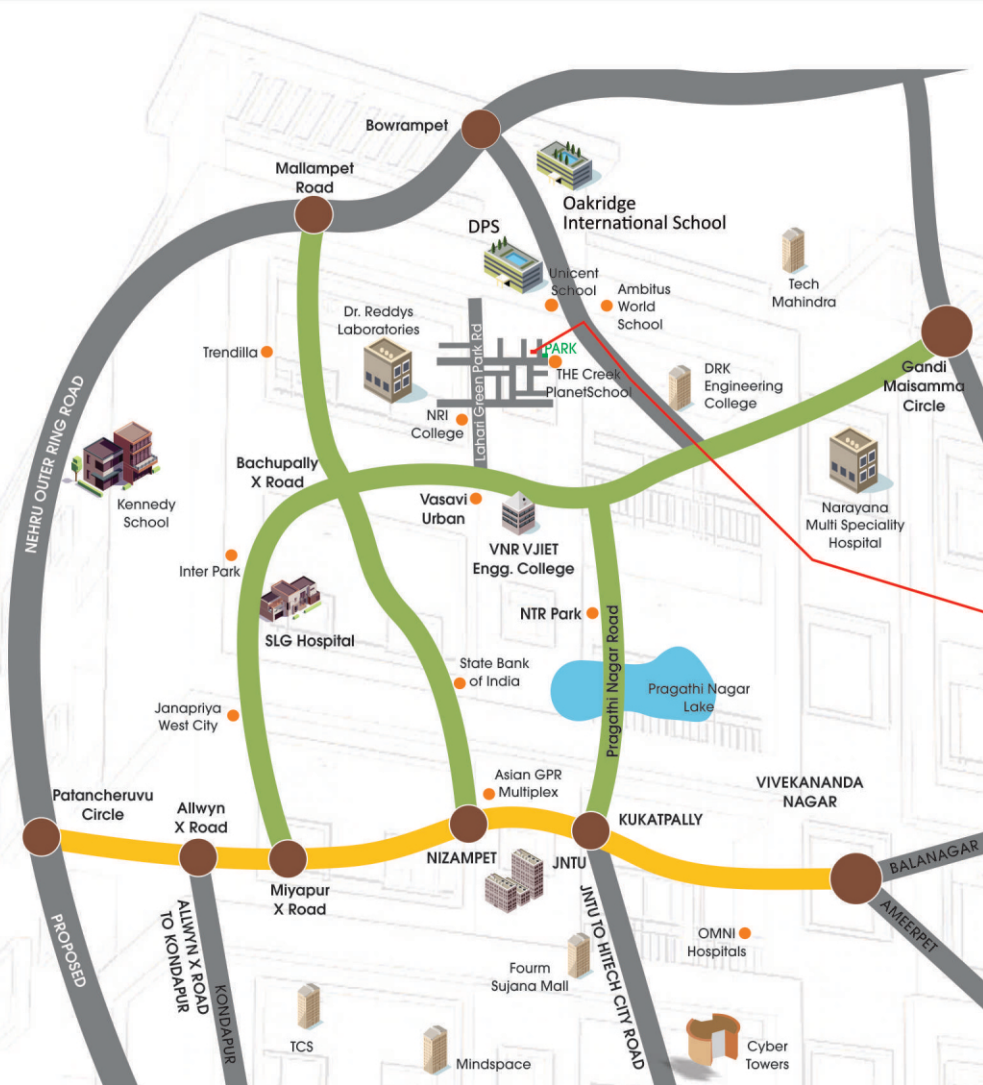 Bowrampet
Mallampet
Road
Oakridge
International School
DPS
Unicent
School
Ambitus
World
School
Tech
Mahindra
Dr. Reddys
Laboratories
Trendilla
Lahari Green Park Rd
PARK
THE Creek
PlanetSchool
DRK
Engineering
College
Gandi
Maisamma
Circle
NRI
College
NEHRU OUTER RING ROAD
Kennedy
School
Bachupally
X Road
Vasavi
Urban
VNR VJIET
Engg. College
Narayana
Multi Speciality
Hospital
Inter Park
SLG Hospital
NTR Park
Pragathi Nagar Road
State Bank
of India
Pragathi Nagar
Lake
Janapriya
West City
Asian GPR
Multiplex
VIVEKANANDA
NAGAR
Patancheruvu
Circle
Allwyn
X Road
KUKATPALLY
NIZAMPET
JNTU
Miyapur
X Road
BALANAGAR
AMEERPET
PROPOSED
ALLWYN X ROAD
TO KONDAPUR
KONDAPUR
JNTU TO HITECH CITY ROAD
OMNI
Hospitals
Fourm
Sujana Mall
TCS
Mindspace
Cyber
Towers